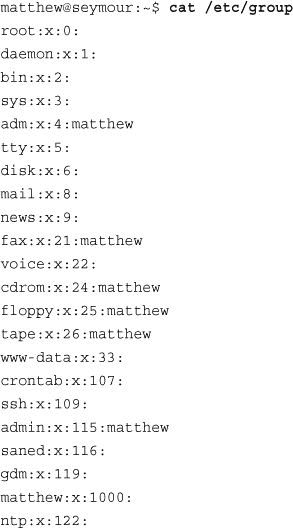 matthew@seymour:~$ cat /etc/group
root:x:0:
daemon:x:1:
bin:x:2:
sys:x:3:
adm:x:4:matthew
tty:x:5:
disk:x:6:
mail:x:8:
news:x:9:
fax:x:21:matthew
voice:x:22:
cdrom:x:24:matthew
floppy:x:25:matthew
tape:x:26:matthew
www-data:x:33:
crontab:x:107:
ssh:x:109:
admin:x:115:matthew
saned:x:116:
gdm:x:119:
matthew:x:1000:
ntp:x:122: